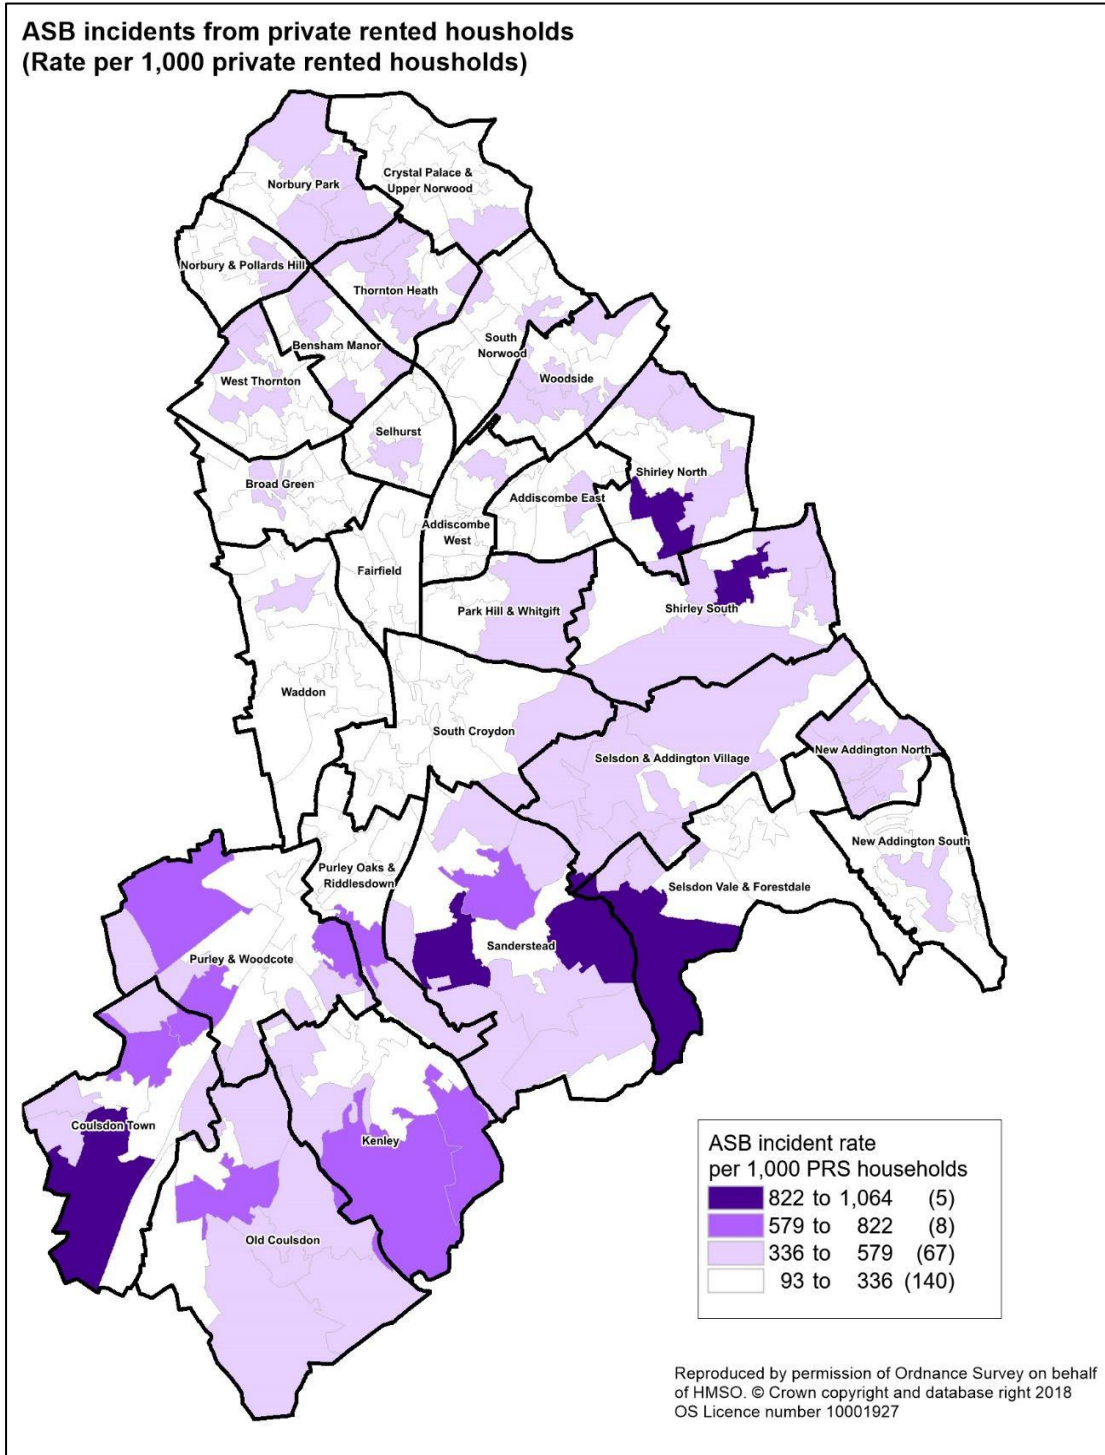 ASB incidents from private rented housholds
(Rate per 1,000 private rented housholds)
Norbury Park
Crystal Palace &
Upper Norwood
Norbury & Pollards Hill
Thornton Heath
Bensham Manor
South
Norwood
West Thornton
Woodside
Selhurst
Shirley North
Broad Green
Addiscombe East
Addiscombe
West
Fairfield
Park Hill & Whitgift
Shirley South
Waddon
South Croydon
Selsdon & Addington Village
New Addington North
New Addington South
Purley Oaks &
Riddlesdown
Selsdon Vale & Forestdale
Sanderstead
Purley & Woodcote
Coulsdon Town
Kenley
Old Coulsdon
ASB incident rate
per 1,000 PRS households
822 to 1,064 (5)
579 to 822 (8)
336 to 579 (67)
93 to 336 (140)
Reproduced by permission of Ordnance Survey on behalf
of HMSO. © Crown copyright and database right 2018
OS Licence number 10001927